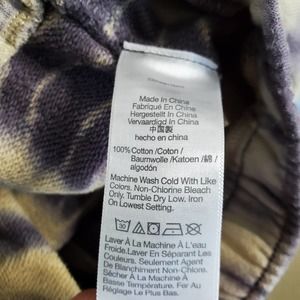 Made In China
Fabriqué En Chine
Hergestellt In China
Vervaardigd In China
中国製
hecho en china
100% Cotton /Coton /
Baumwolle /Katoen /綿 /
algodón
Machine Wash Cold With Like
Colors. Non-Chlorine Bleach
Only. Tumble Dry Low. Iron
On Lowest Setting.
30
Laver À La Machine À L'eau
Froide.Laver En Séparant Les
Couleurs. Seulement Agent
De Blanchiment Non-Chlore.
Sécher À La Machine À
Basse Température. Fer Au
Réglage Le Plus Bas.